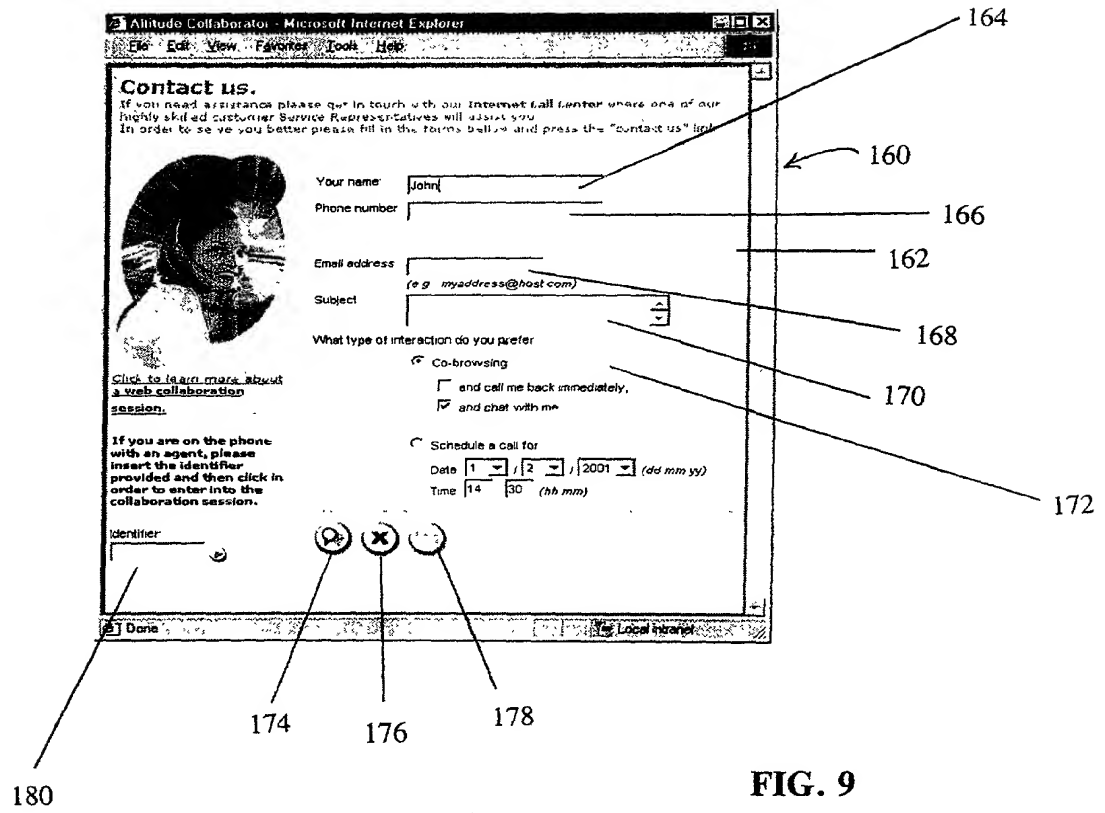 Altitude Collaborator - Microsoft Internet Explorer
File Edit View Favorites Tools Help
164
Contact us.
If you need assistance please get in touch with our Internet Call Center where one of our
highly skilled customer Service Representatives will assist you
In order to serve you better please fill in the forms bellow and press the "contact us" link
160
Your name John
Phone number
166
162
Email address
(e g myaddress@host com)
Subject
168
What type of interaction do you prefer
Co-browsing
170
and call me back immediately,
and chat with me
Click to learn more about
a web collaboration
session.
If you are on the phone
with an agent, please
insert the identifier
provided and then click in
order to enter into the
collaboration session.
Schedule a call for
Date 1 / 2 / 2001 (dd mm yy)
Time 14 30 (hh mm)
172
Identifier
Done
Local intranet
174
176
178
180
FIG. 9